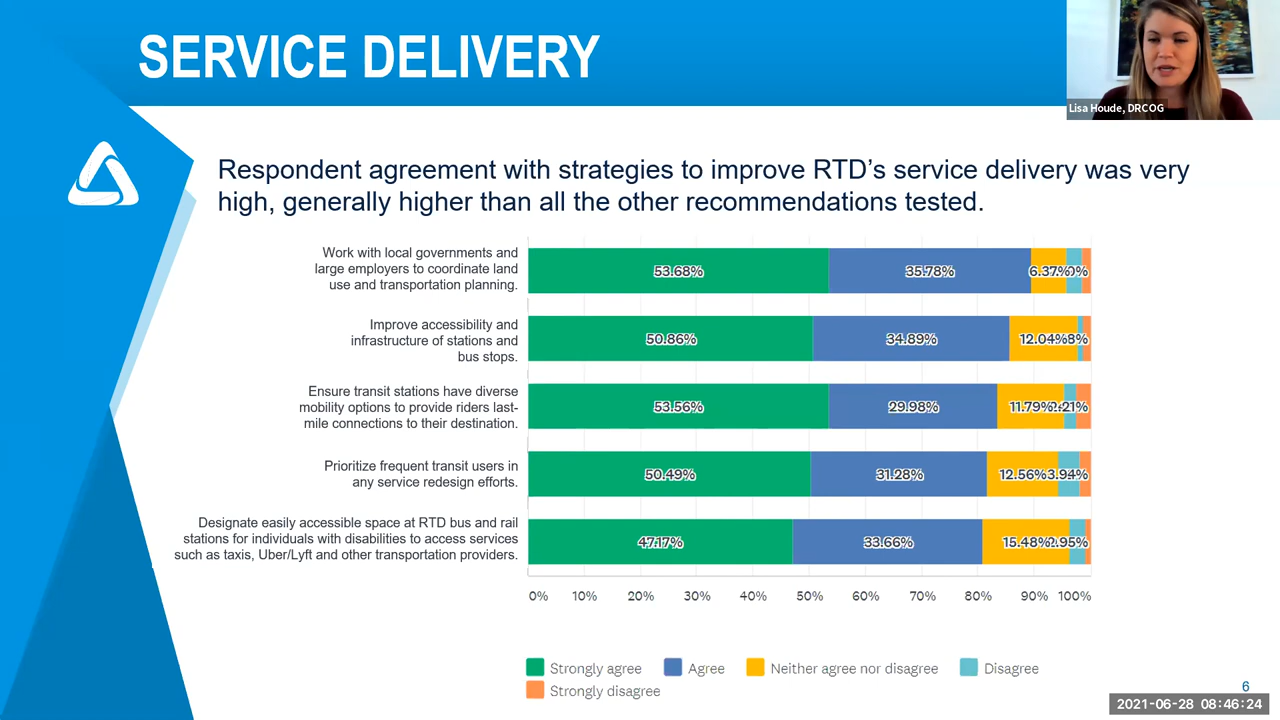 SERVICE DELIVERY
Lisa Houde, DRCOG
Respondent agreement with strategies to improve RTD’s service delivery was very
high, generally higher than all the other recommendations tested.
Work with local governments and
large employers to coordinate land
use and transportation planning.
53.68% 35.78% 6.37%
Improve accessibility and
infrastructure of stations and
bus stops.
50.86% 34.89% 12.04%
Ensure transit stations have diverse
mobility options to provide riders last-
mile connections to their destination.
53.56% 29.98% 11.79% 2.21%
Prioritize frequent transit users in
any service redesign efforts.
50.49% 31.28% 12.56% 3.94%
Designate easily accessible space at RTD bus and rail
stations for individuals with disabilities to access services
such as taxis, Uber/Lyft and other transportation providers.
47.17% 33.66% 15.48% 2.95%
0% 10% 20% 30% 40% 50% 60% 70% 80% 90% 100%
Strongly agree Agree Neither agree nor disagree Disagree
Strongly disagree
6
2021-06-28 08:46:24